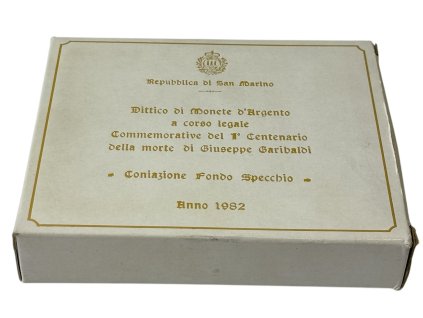 Repubblica di San Marino
Dittico di Monete d'Argento
a corso legale
Commemorative del 1° Centenario
della morte di Giuseppe Garibaldi
Coniazione Fondo Specchio
Anno 1982